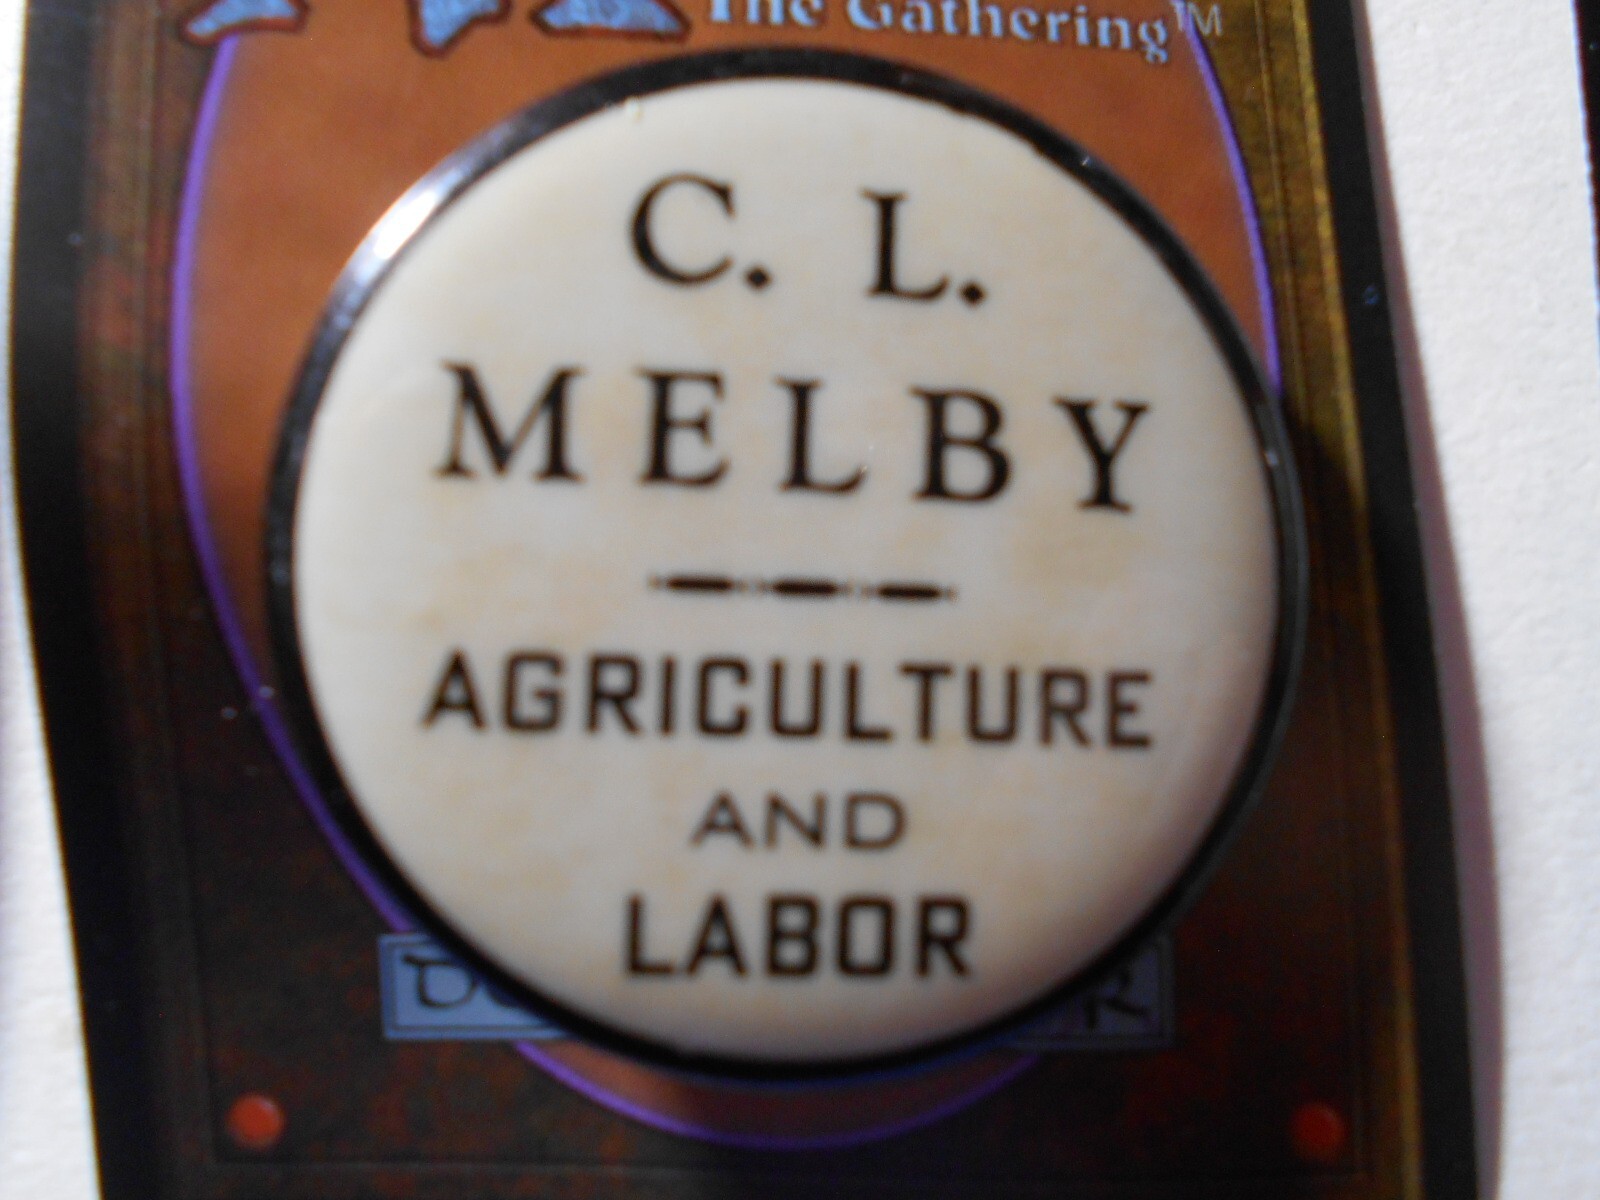 The Gathering™
C. L.
MELBY
AGRICULTURE
AND
LABOR